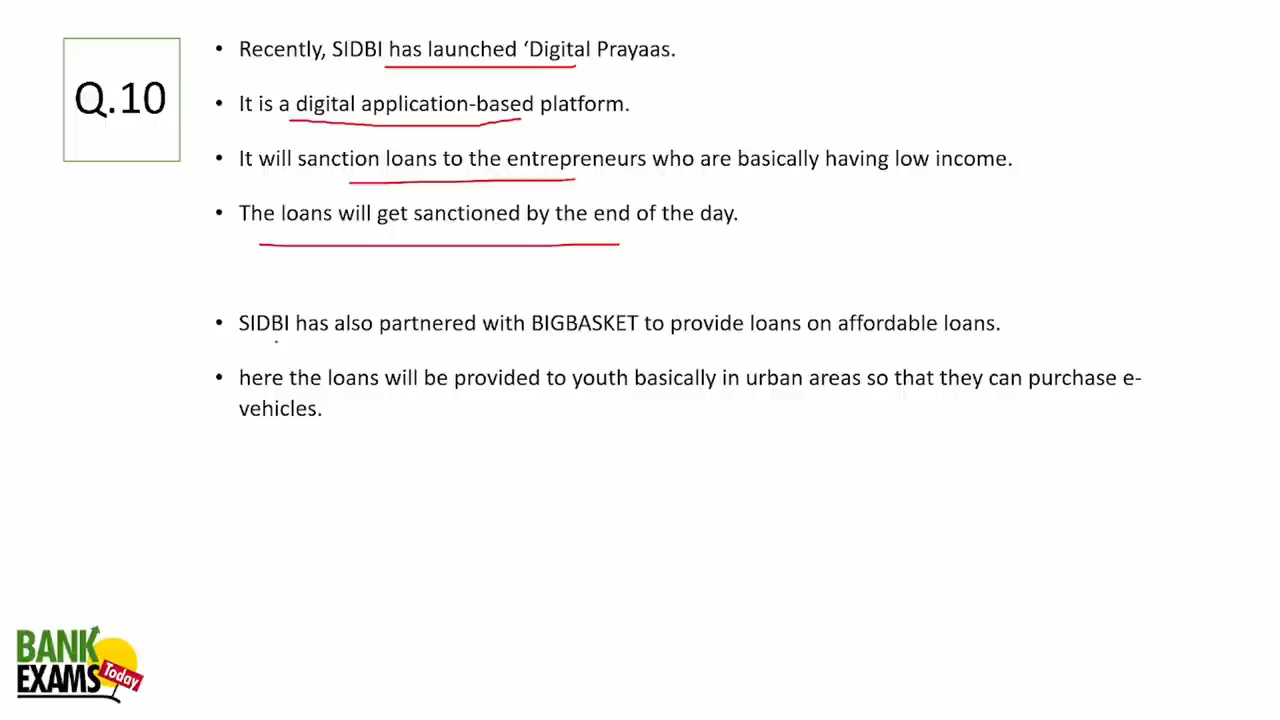 Q.10
• Recently, SIDBI has launched ‘Digital Prayaas.
• It is a digital application-based platform.
• It will sanction loans to the entrepreneurs who are basically having low income.
• The loans will get sanctioned by the end of the day.
• SIDBI has also partnered with BIGBASKET to provide loans on affordable loans.
• here the loans will be provided to youth basically in urban areas so that they can purchase e-
vehicles.
BANK
EXAMS
Today